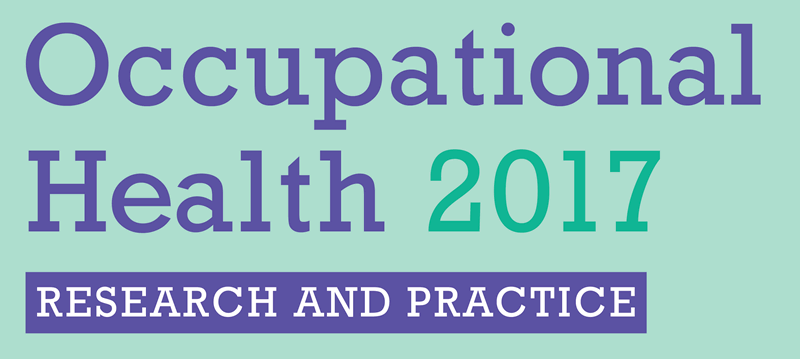 Occupational
Health 2017
RESEARCH AND PRACTICE